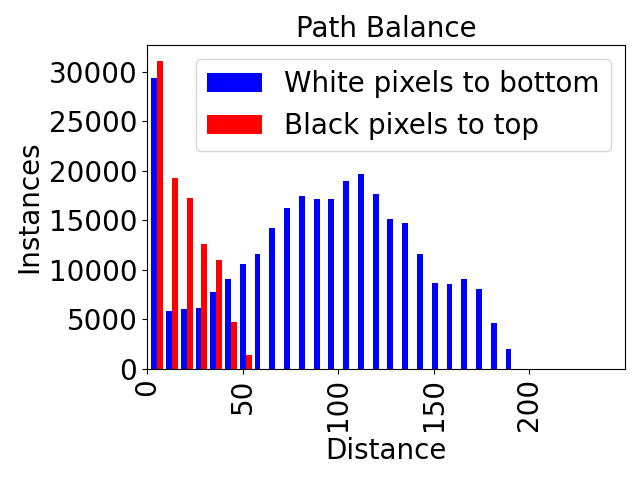 Path Balance
White pixels to bottom
Black pixels to top
Instances
30000
25000
20000
15000
10000
5000
0
0
50
100
150
200
Distance